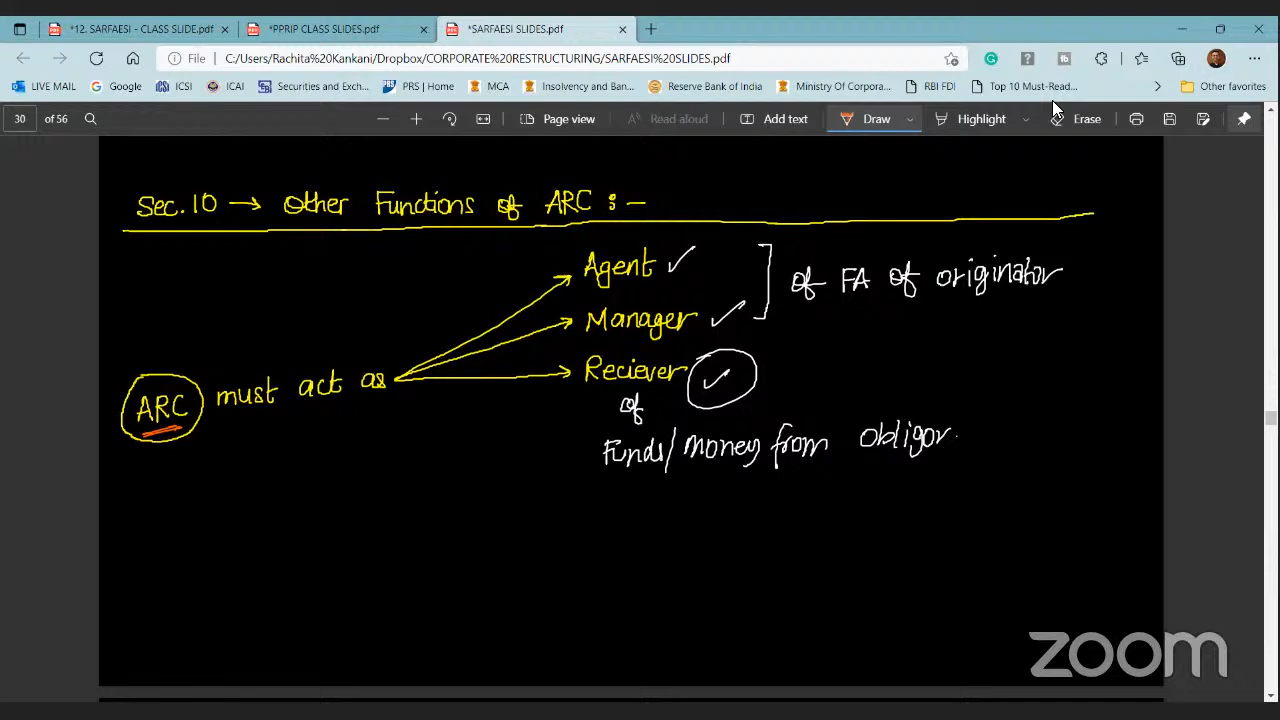 *12. SARFAESI - CLASS SLIDE.pdf
*PPRIP CLASS SLIDES.pdf
*SARFAESI SLIDES.pdf
File C:/Users/Rachita%20Kankani/Dropbox/CORPORATE%20RESTRUCTURING/SARFAESI%20SLIDES.pdf
LIVE MAIL Google ICSI ICAI Securities and Exch... PRS | Home MCA Insolvency and Ban... Reserve Bank of India Ministry Of Corpora... RBI FDI Top 10 Must-Read... Other favorites
30 of 56 Page view Read aloud Add text Draw Highlight Erase
Sec.10 → Other Functions of ARC :-
Agent ✓
Manager ✓
of FA of originator
ARC must act as
Reciever ✓
of
Funds/money from obligor.
zoom